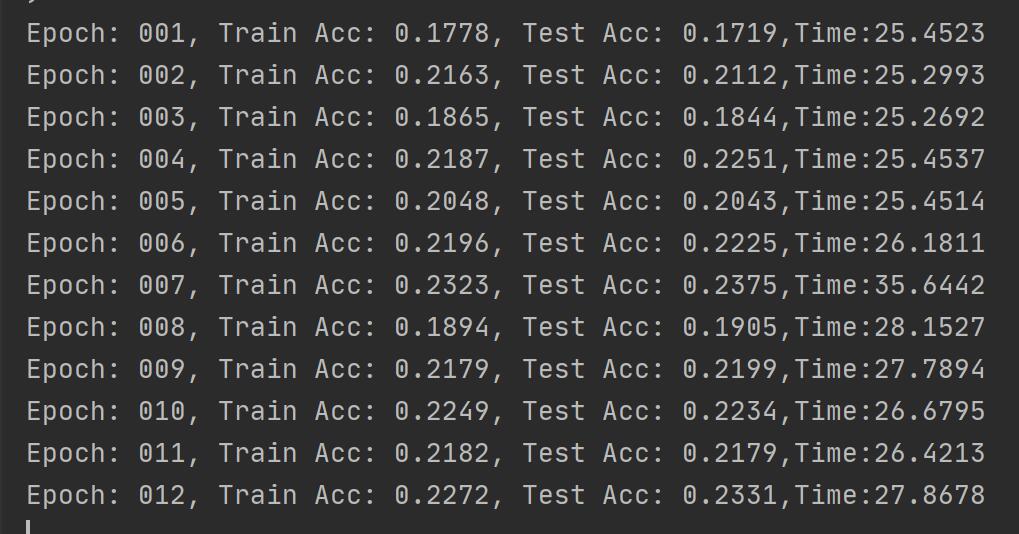 Epoch: 001, Train Acc: 0.1778, Test Acc: 0.1719,Time:25.4523
Epoch: 002, Train Acc: 0.2163, Test Acc: 0.2112,Time:25.2993
Epoch: 003, Train Acc: 0.1865, Test Acc: 0.1844,Time:25.2692
Epoch: 004, Train Acc: 0.2187, Test Acc: 0.2251,Time:25.4537
Epoch: 005, Train Acc: 0.2048, Test Acc: 0.2043,Time:25.4514
Epoch: 006, Train Acc: 0.2196, Test Acc: 0.2225,Time:26.1811
Epoch: 007, Train Acc: 0.2323, Test Acc: 0.2375,Time:35.6442
Epoch: 008, Train Acc: 0.1894, Test Acc: 0.1905,Time:28.1527
Epoch: 009, Train Acc: 0.2179, Test Acc: 0.2199,Time:27.7894
Epoch: 010, Train Acc: 0.2249, Test Acc: 0.2234,Time:26.6795
Epoch: 011, Train Acc: 0.2182, Test Acc: 0.2179,Time:26.4213
Epoch: 012, Train Acc: 0.2272, Test Acc: 0.2331,Time:27.8678